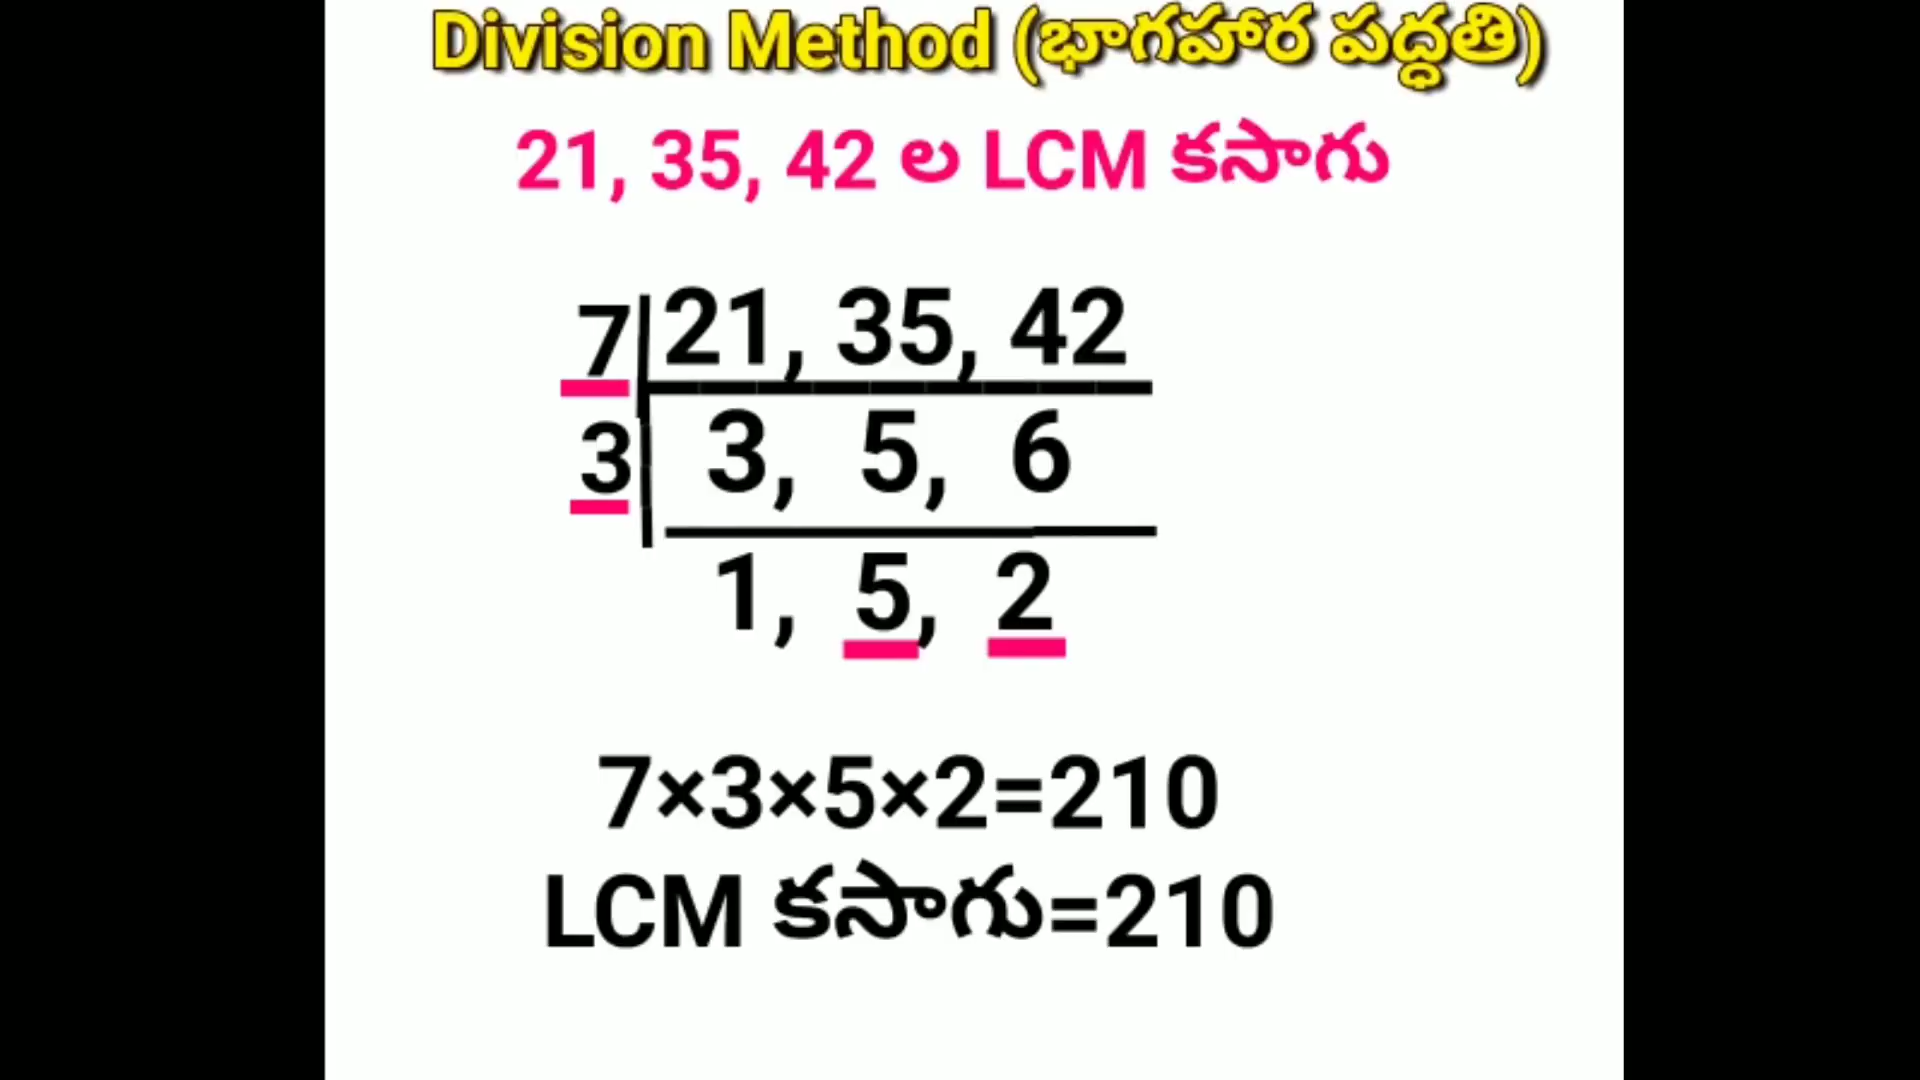 Division Method (భాగహార పద్ధతి)
21, 35, 42 ల LCM కసాగు
7 21, 35, 42
3 3, 5, 6
1, 5, 2
7×3×5×2=210
LCM కసాగు=210